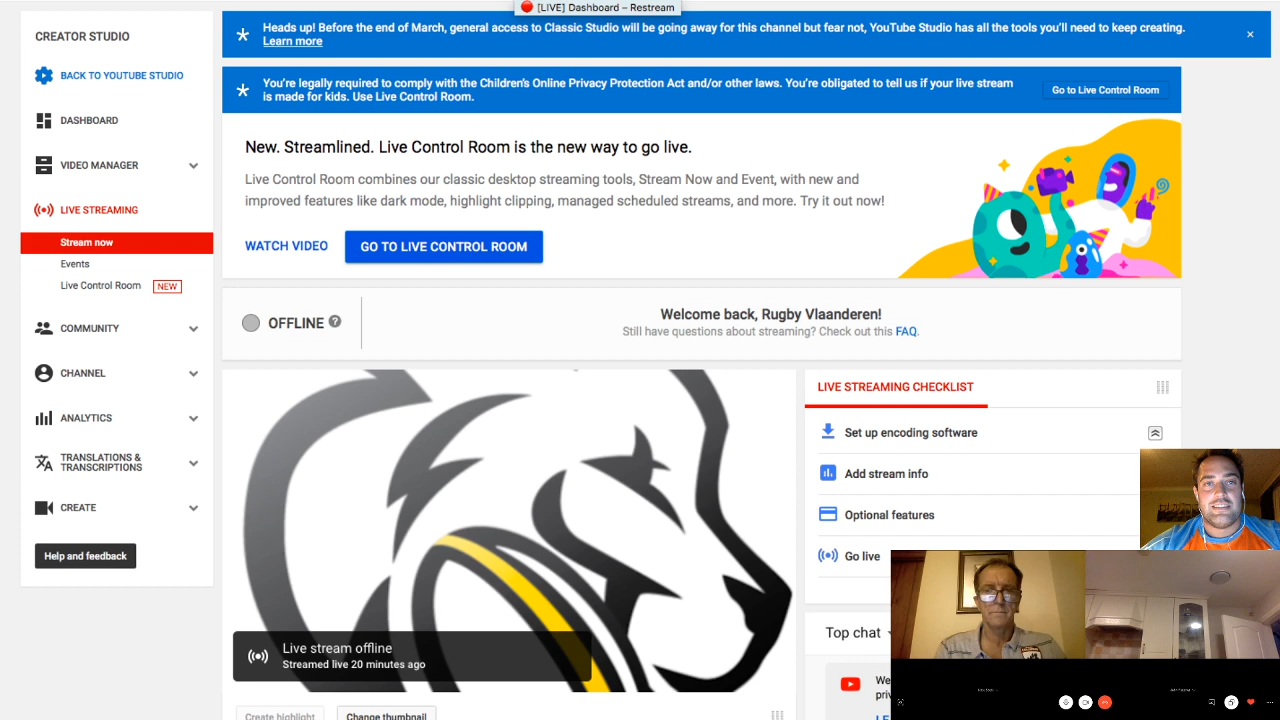 [LIVE] Dashboard – Restream
CREATOR STUDIO
BACK TO YOUTUBE STUDIO
DASHBOARD
VIDEO MANAGER
LIVE STREAMING
Stream now
Events
Live Control Room NEW
COMMUNITY
CHANNEL
ANALYTICS
TRANSLATIONS &
TRANSCRIPTIONS
CREATE
Help and feedback
Heads up! Before the end of March, general access to Classic Studio will be going away for this channel but fear not, YouTube Studio has all the tools you'll need to keep creating.
Learn more
You're legally required to comply with the Children's Online Privacy Protection Act and/or other laws. You're obligated to tell us if your live stream
is made for kids. Use Live Control Room.
Go to Live Control Room
New. Streamlined. Live Control Room is the new way to go live.
Live Control Room combines our classic desktop streaming tools, Stream Now and Event, with new and
improved features like dark mode, highlight clipping, managed scheduled streams, and more. Try it out now!
WATCH VIDEO GO TO LIVE CONTROL ROOM
OFFLINE ?
Welcome back, Rugby Vlaanderen!
Still have questions about streaming? Check out this FAQ.
Live stream offline
Streamed live 20 minutes ago
Create highlight Change thumbnail
LIVE STREAMING CHECKLIST
Set up encoding software
Add stream info
Optional features
Go live
Top chat